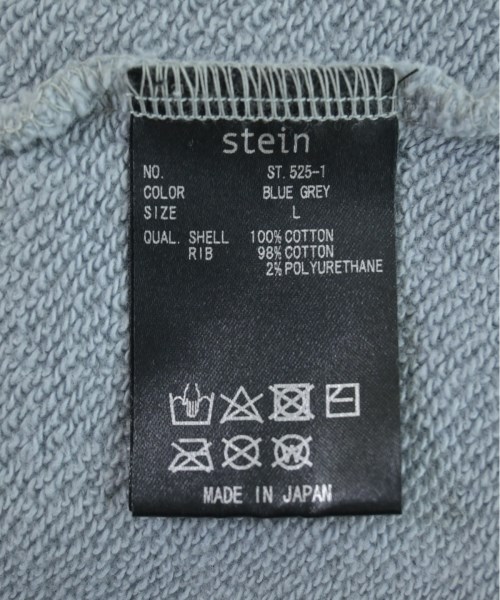 stein
NO. ST.525-1
COLOR BLUE GREY
SIZE L
QUAL. SHELL 100% COTTON
RIB 98% COTTON
2% POLYURETHANE
W
MADE IN JAPAN